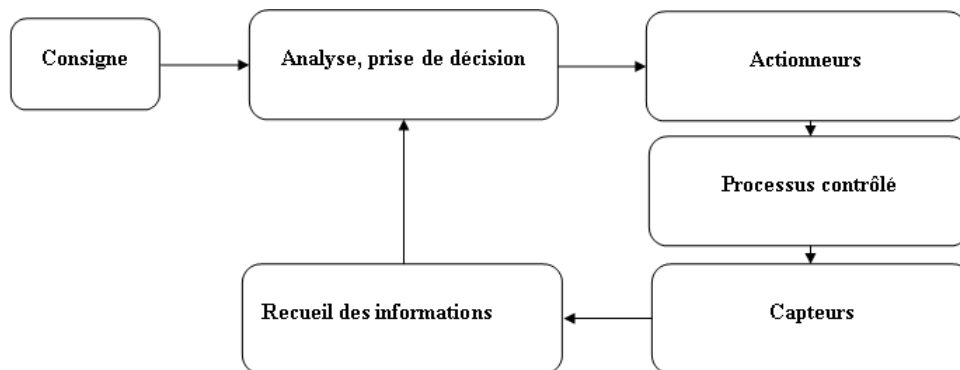 Consigne
Analyse, prise de décision
Actionneurs
Processus contrôlé
Recueil des informations
Capteurs